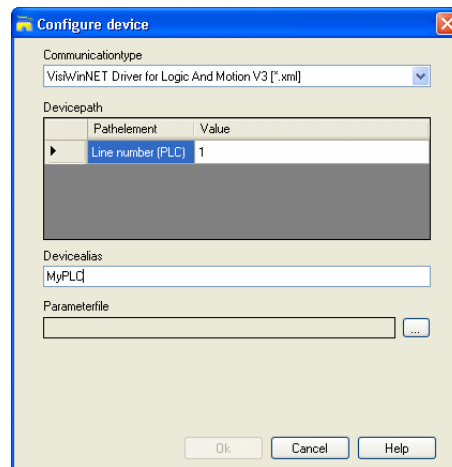 Configure device
Communicationtype
VisiWinNET Driver for Logic And Motion V3 [*.xml]
Devicepath
Pathelement Value
Line number (PLC) 1
Devicealias
MyPLC
Parameterfile
...
Ok Cancel Help